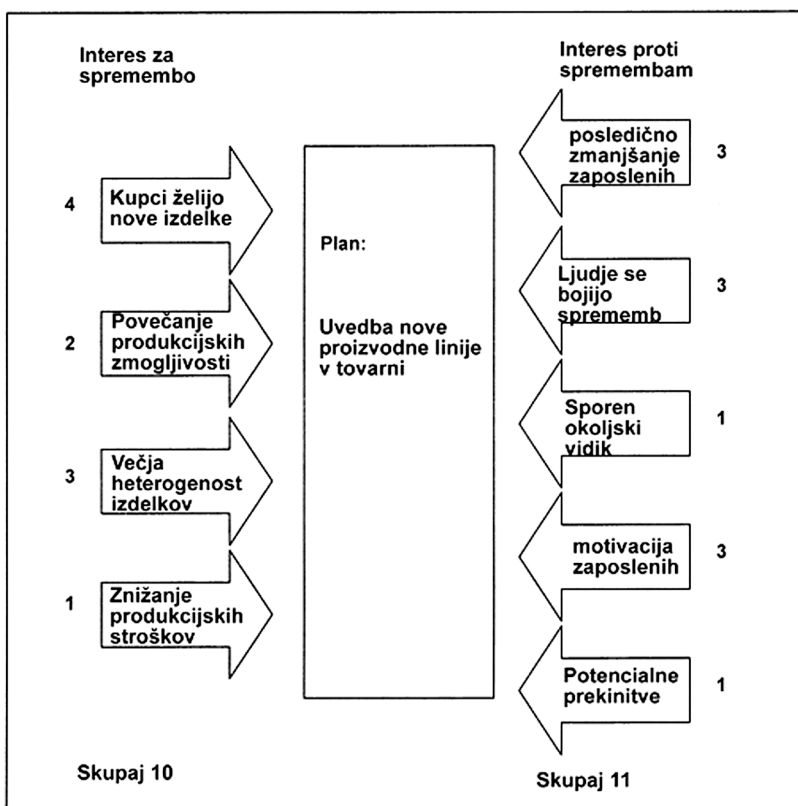 Interes za
spremembo
4
Kupci želijo
nove izdelke
2
Povečanje
produkcijskih
zmogljivosti
3
Večja
heterogenost
izdelkov
1
Znižanje
produkcijskih
stroškov
Skupaj 10
Plan:
Uvedba nove
proizvodne linije
v tovarni
Interes proti
spremembam
posledično
zmanjšanje
zaposlenih
3
Ljudje se
bojijo
sprememb
3
Sporen
okoljski
vidik
1
motivacija
zaposlenih
3
Potencialne
prekinitve
1
Skupaj 11